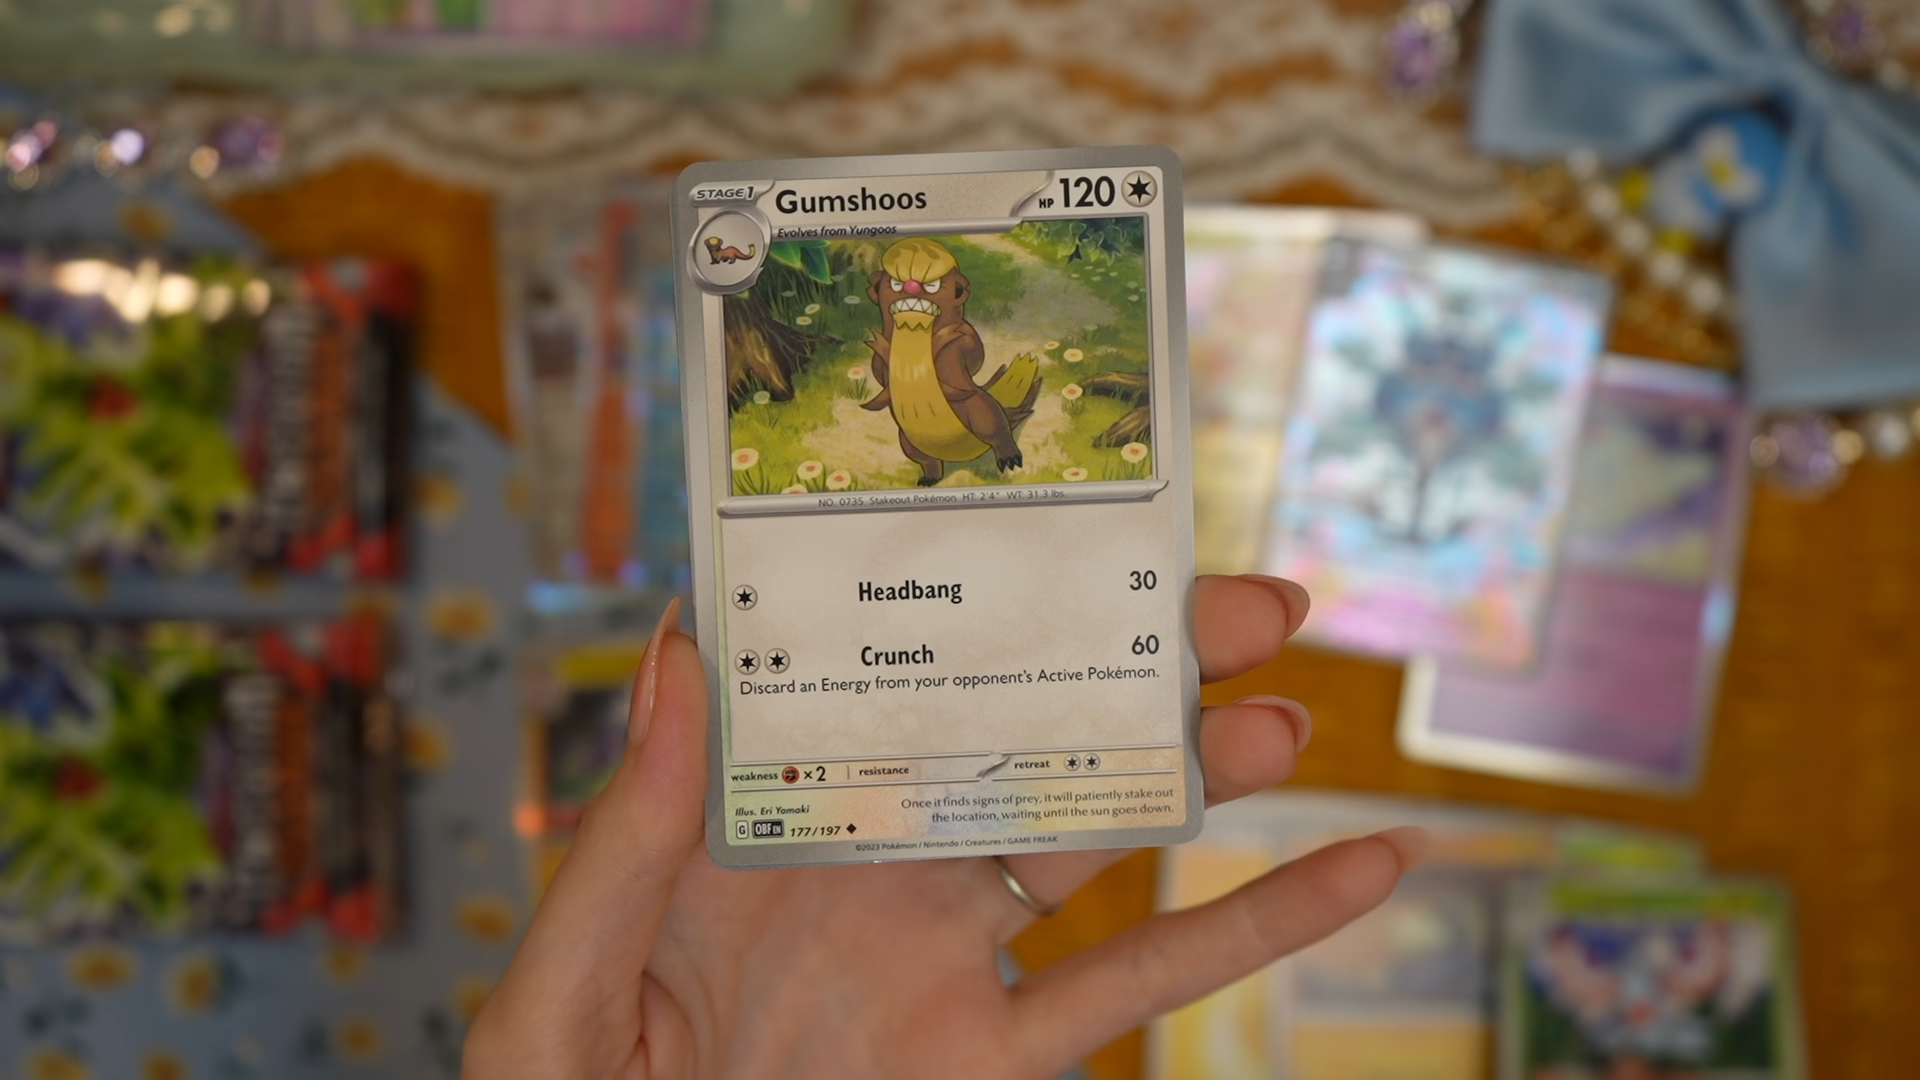 STAGE 1 Gumshoos HP 120
Evolves from Yungoos
NO. 0735 Stakeout Pokémon HT: 2'4" WT: 31.3 lbs.
Headbang 30
Crunch 60
Discard an Energy from your opponent's Active Pokémon.
weakness ×2 resistance retreat
Illus. Eri Yamaki
Once it finds signs of prey, it will patiently stake out
the location, waiting until the sun goes down.
G OBF EN 177/197
©2023 Pokémon / Nintendo / Creatures / GAME FREAK